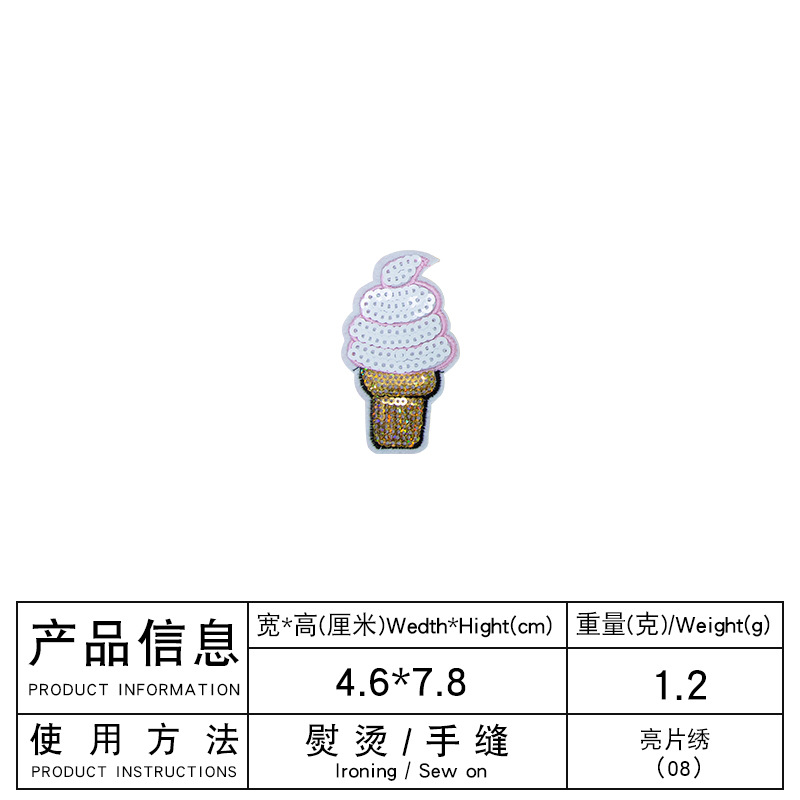 产品信息
PRODUCT INFORMATION
宽*高(厘米)Wedth*Hight(cm)
重量(克)/Weight(g)
4.6*7.8
1.2
使用方法
PRODUCT INSTRUCTIONS
熨烫/手缝
Ironing / Sew on
亮片绣
(08)